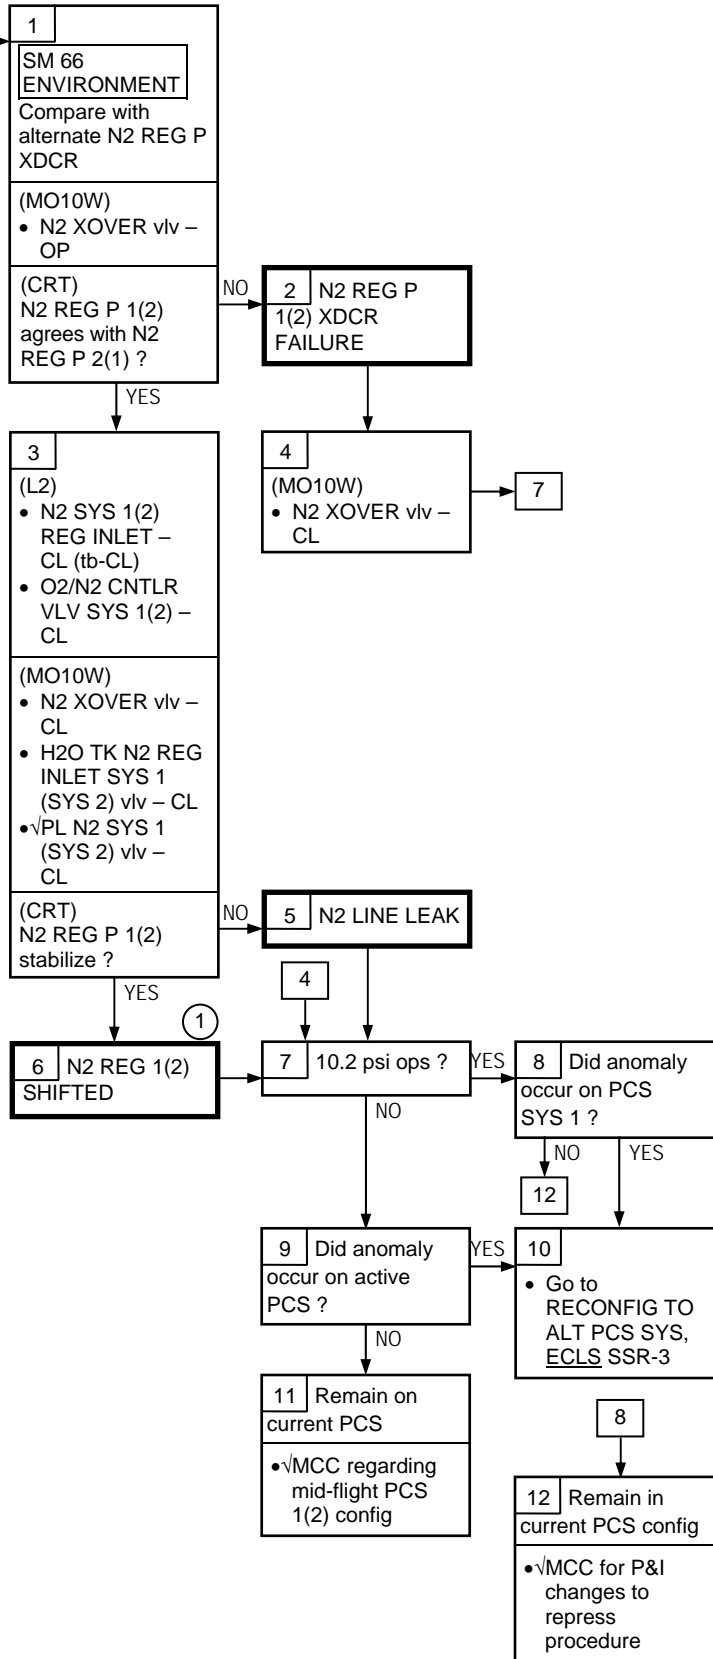 1
SM 66
ENVIRONMENT
Compare with
alternate N2 REG P
XDCR
(MO10W)
• N2 XOVER vlv –
OP
(CRT)
N2 REG P 1(2)
agrees with N2
REG P 2(1) ?
NO
2 N2 REG P
1(2) XDCR
FAILURE
YES
3
(L2)
• N2 SYS 1(2)
REG INLET –
CL (tb-CL)
• O2/N2 CNTLR
VLV SYS 1(2) –
CL
(MO10W)
• N2 XOVER vlv –
CL
• H2O TK N2 REG
INLET SYS 1
(SYS 2) vlv – CL
•√PL N2 SYS 1
(SYS 2) vlv –
CL
(CRT)
N2 REG P 1(2)
stabilize ?
4
(MO10W)
• N2 XOVER vlv –
CL
7
NO
5 N2 LINE LEAK
YES
1
4
6 N2 REG 1(2)
SHIFTED
7 10.2 psi ops ?
YES
8 Did anomaly
occur on PCS
SYS 1 ?
NO
NO
YES
12
9 Did anomaly
occur on active
PCS ?
YES
10
• Go to
RECONFIG TO
ALT PCS SYS,
ECLS SSR-3
NO
11 Remain on
current PCS
•√MCC regarding
mid-flight PCS
1(2) config
8
12 Remain in
current PCS config
•√MCC for P&I
changes to
repress
procedure